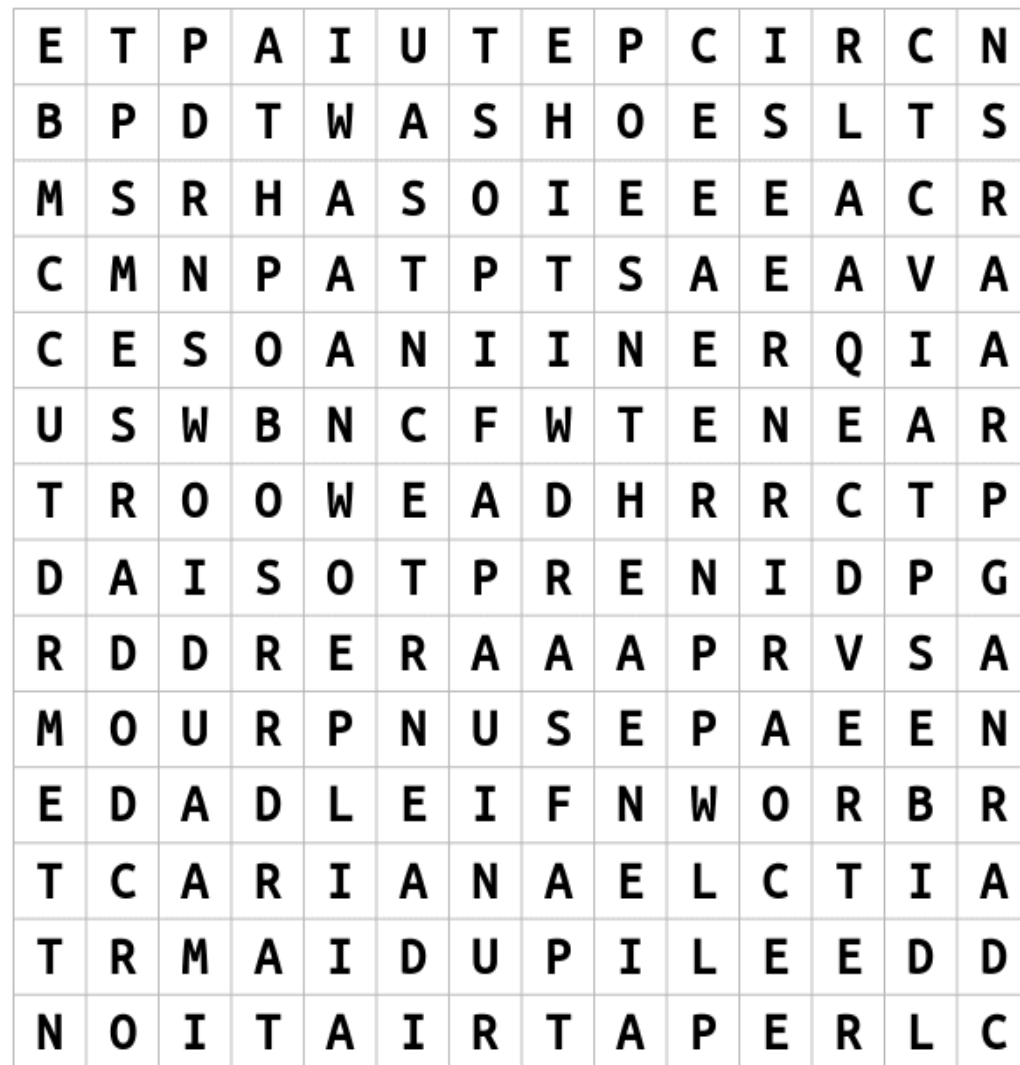 E T P A I U T E P C I R C N
B P D T W A S H O E S L T S
M S R H A S O I E E E A C R
C M N P A T P T S A E A V A
C E S O A N I I N E R Q I A
U S W B N C F W T E N E A R
T R O O W E A D H R R C T P
D A I S O T P R E N I D P G
R D D R E R A A A P R V S A
M O U R P N U S E P A E E N
E D A D L E I F N W O R B R
T C A R I A N A E L C T I A
T R M A I D U P I L E E D D
N O I T A I R T A P E R L C